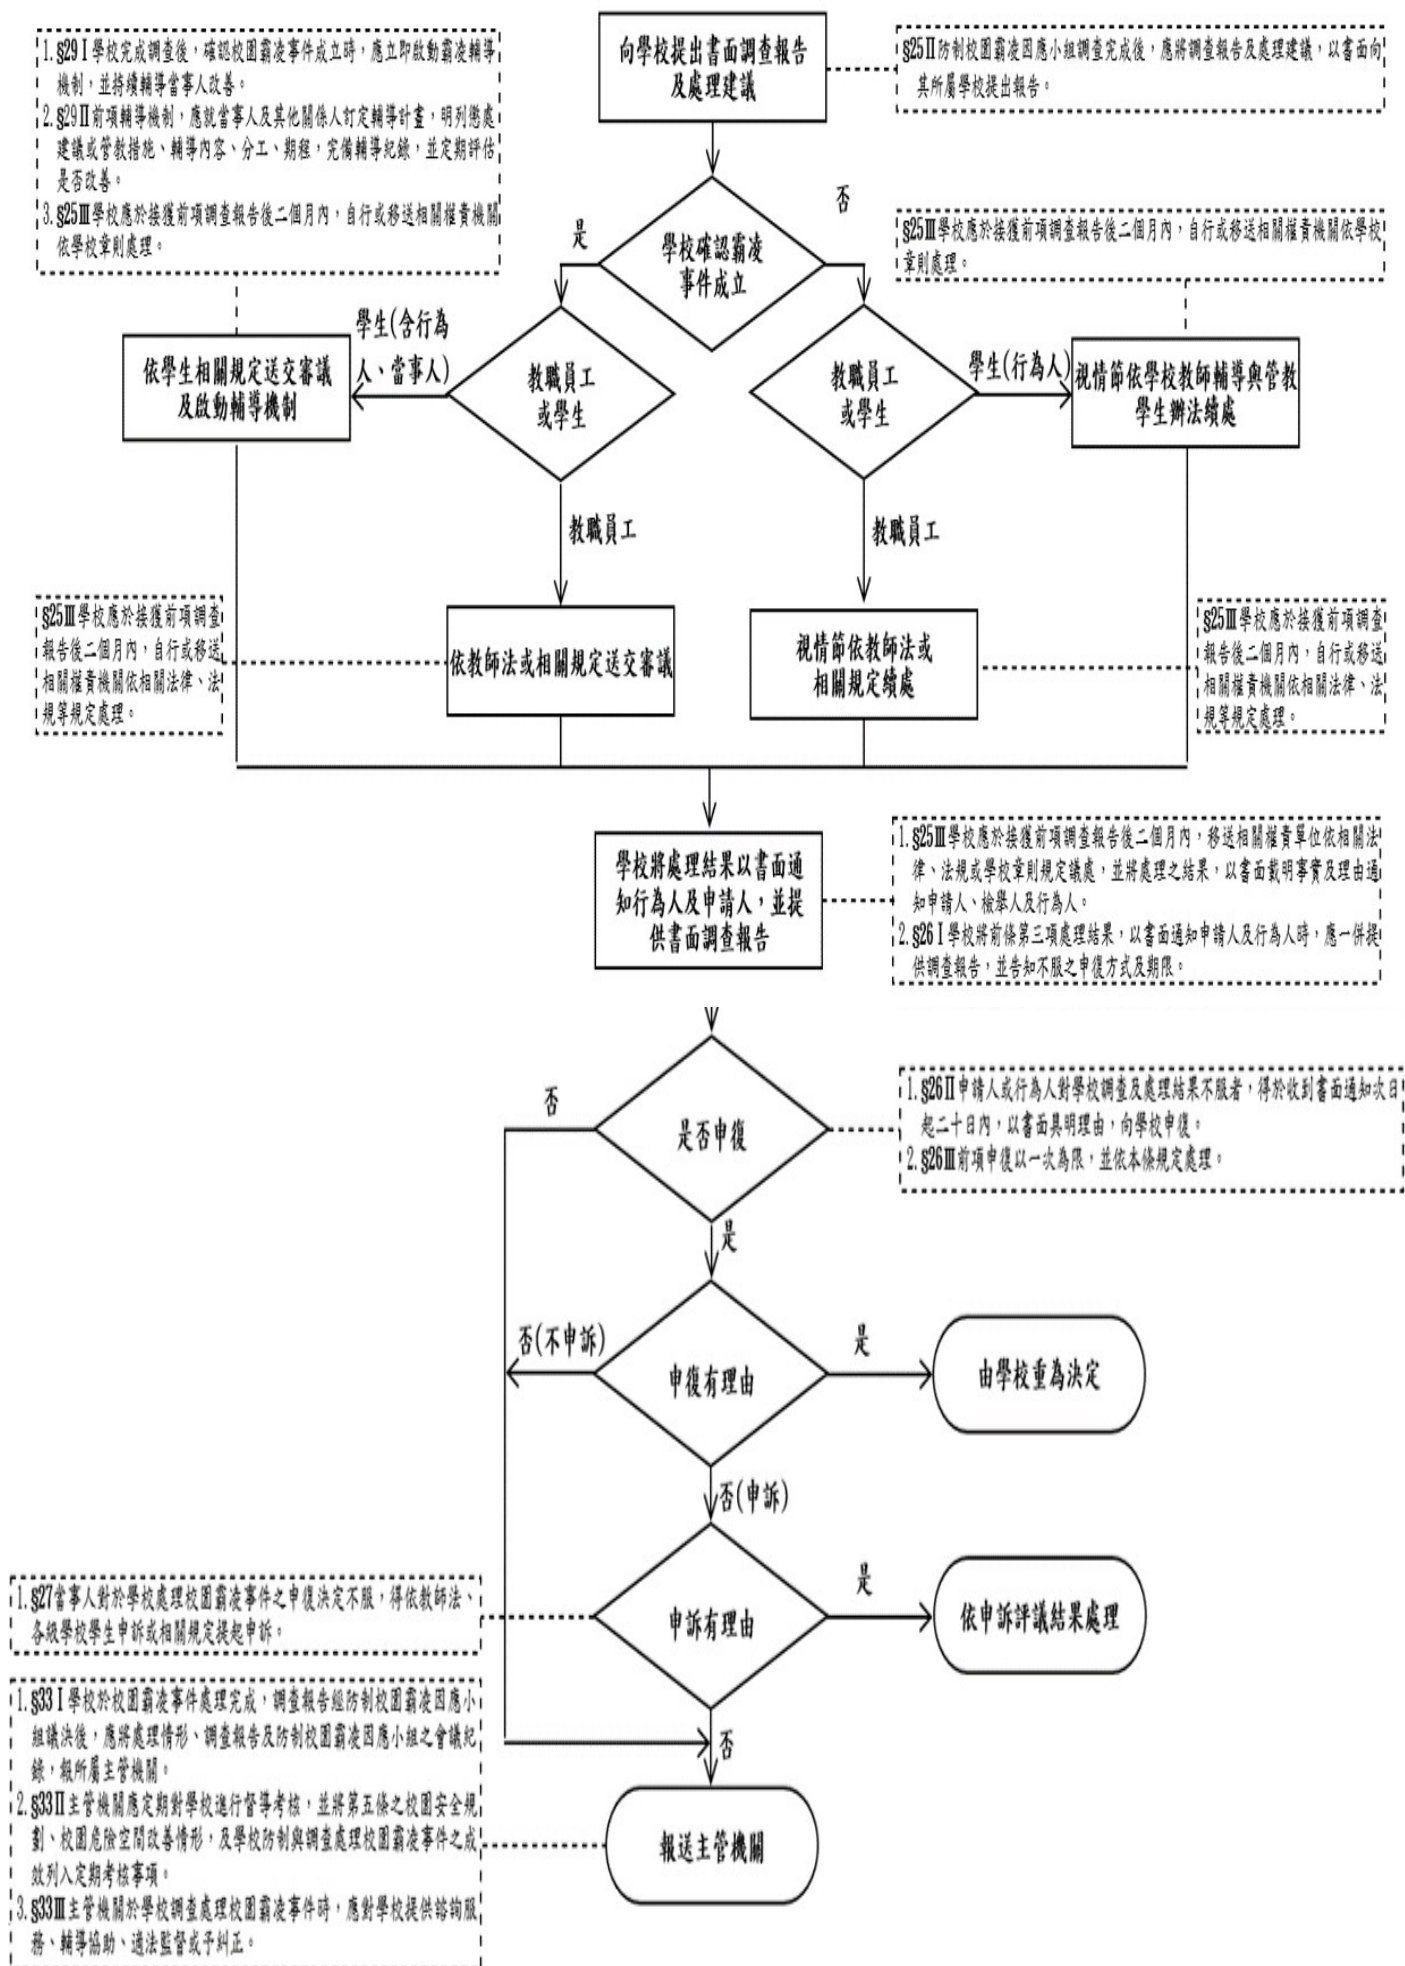 向學校提出書面調查報告
及處理建議
1. §29Ⅰ學校完成調查後，確認校園霸凌事件成立時，應立即啟動霸凌輔導
機制，並持續輔導當事人改善。
2. §29Ⅱ前項輔導機制，應就當事人及其他關係人訂定輔導計畫，明列懲處
建議或管教措施、輔導內容、分工、期程，完備輔導紀錄，並定期評估
是否改善。
3. §25Ⅲ學校應於接獲前項調查報告後二個月內，自行或移送相關權責機關
依學校章則處理。
§25Ⅱ防制校園霸凌因應小組調查完成後，應將調查報告及處理建議，以書面向
其所屬學校提出報告。
是
否
學校確認霸凌
事件成立
§25Ⅲ學校應於接獲前項調查報告後二個月內，自行或移送相關權責機關依學校
章則處理。
學生(含行為
人、當事人)
依學生相關規定送交審議
及啟動輔導機制
教職員工
或學生
教職員工
或學生
學生(行為人)
視情節依學校教師輔導與管教
學生辦法續處
教職員工
教職員工
§25Ⅲ學校應於接獲前項調查
報告後二個月內，自行或移送
相關權責機關依相關法律、法
規等規定處理。
依教師法或相關規定送交審議
視情節依教師法或
相關規定續處
§25Ⅲ學校應於接獲前項調查
報告後二個月內，自行或移送
相關權責機關依相關法律、法
規等規定處理。
學校將處理結果以書面通
知行為人及申請人，並提
供書面調查報告
1. §25Ⅲ學校應於接獲前項調查報告後二個月內，移送相關權責單位依相關法
律、法規或學校章則規定議處，並將處理之結果，以書面載明事實及理由通
知申請人、檢舉人及行為人。
2. §26Ⅰ學校將前條第三項處理結果，以書面通知申請人及行為人時，應一併提
供調查報告，並告知不服之申復方式及期限。
否
是否申復
1. §26Ⅱ申請人或行為人對學校調查及處理結果不服者，得於收到書面通知次日
起二十日內，以書面具明理由，向學校申復。
2. §26Ⅲ前項申復以一次為限，並依本條規定處理。
是
否(不申訴)
申復有理由
是
由學校重為決定
否(申訴)
1. §27當事人對於學校處理校園霸凌事件之申復決定不服，得依教師法、
各級學校學生申訴或相關規定提起申訴。
申訴有理由
是
依申訴評議結果處理
1. §33Ⅰ學校於校園霸凌事件處理完成，調查報告經防制校園霸凌因應小
組議決後，應將處理情形、調查報告及防制校園霸凌因應小組之會議紀
錄，報所屬主管機關。
2. §33Ⅱ主管機關應定期對學校進行督導考核，並將第五條之校園安全規
劃、校園危險空間改善情形，及學校防制與調查處理校園霸凌事件之成
效列入定期考核事項。
3. §33Ⅲ主管機關於學校調查處理校園霸凌事件時，應對學校提供諮詢服
務、輔導協助、適法監督或予糾正。
否
報送主管機關